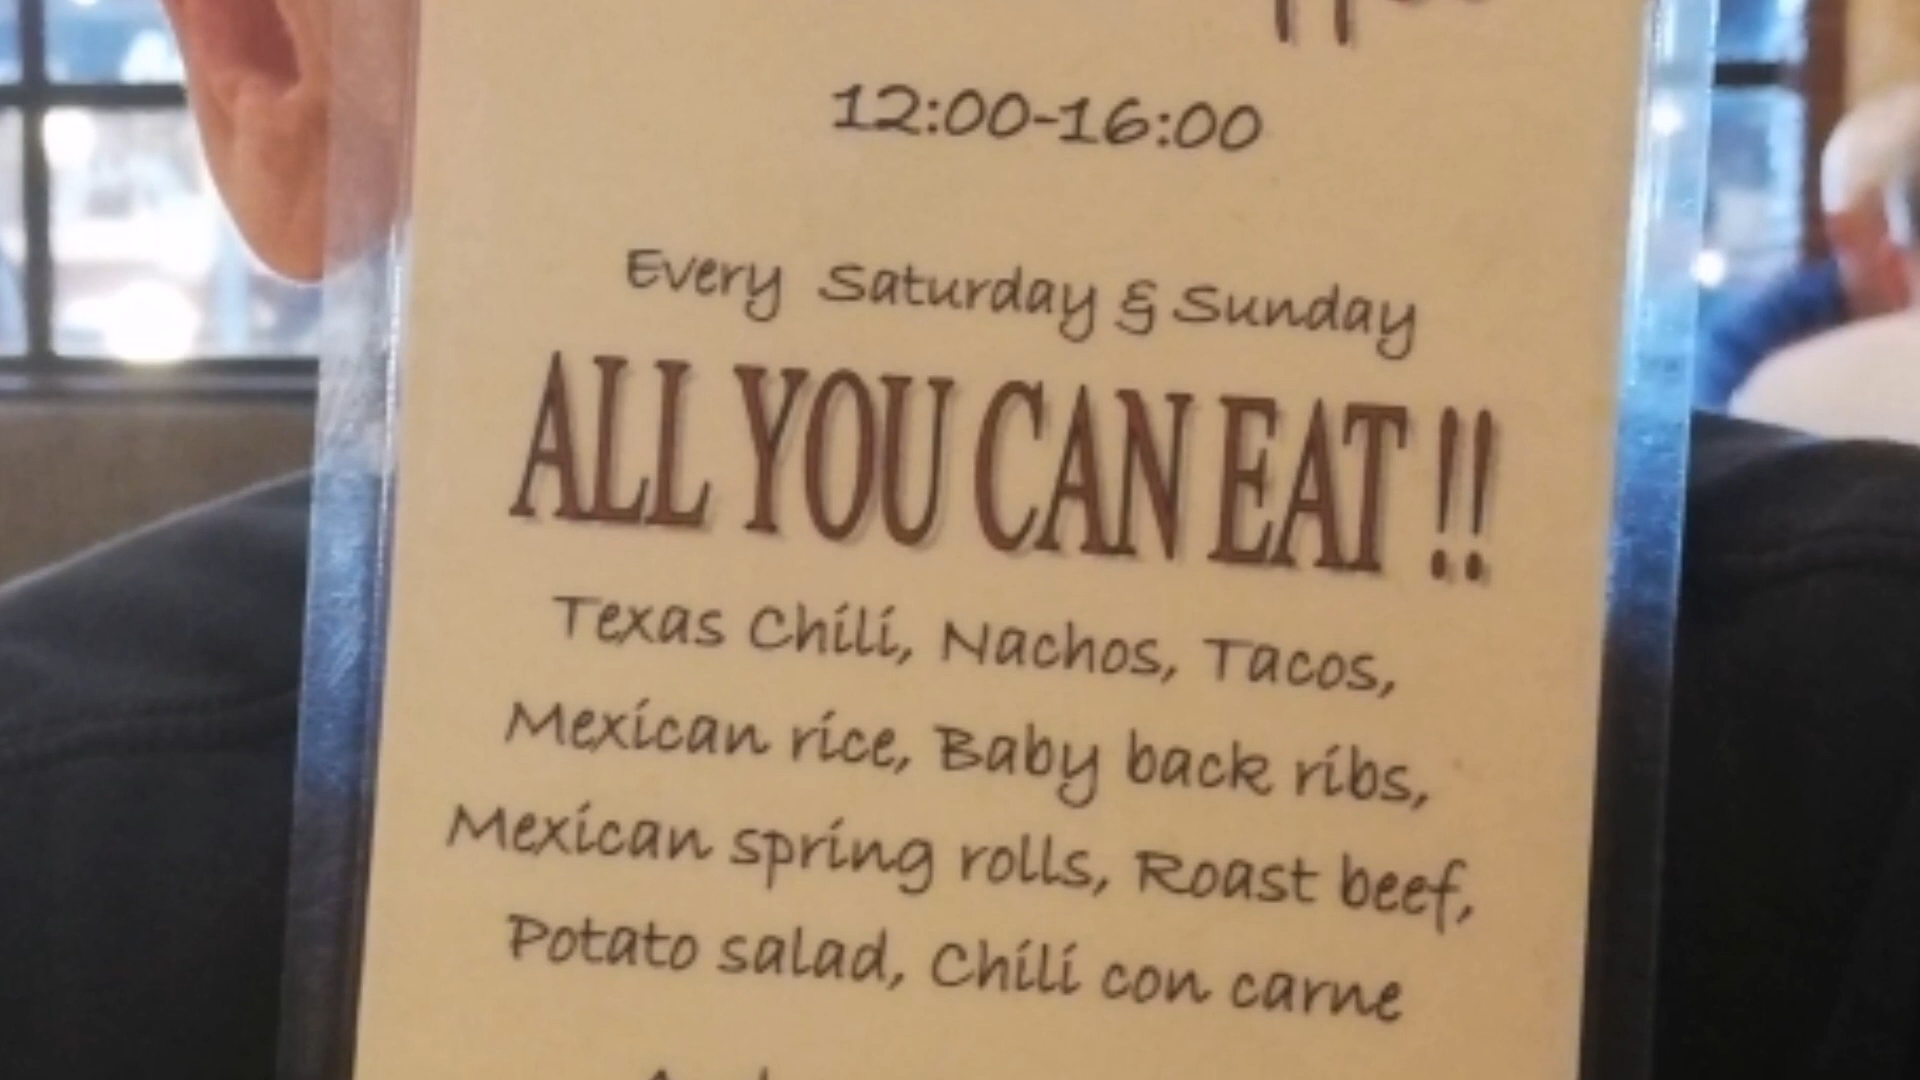 12:00-16:00
Every Saturday & Sunday
ALL YOU CAN EAT !!
Texas Chili, Nachos, Tacos,
Mexican rice, Baby back ribs,
Mexican spring rolls, Roast beef,
Potato salad, Chili con carne